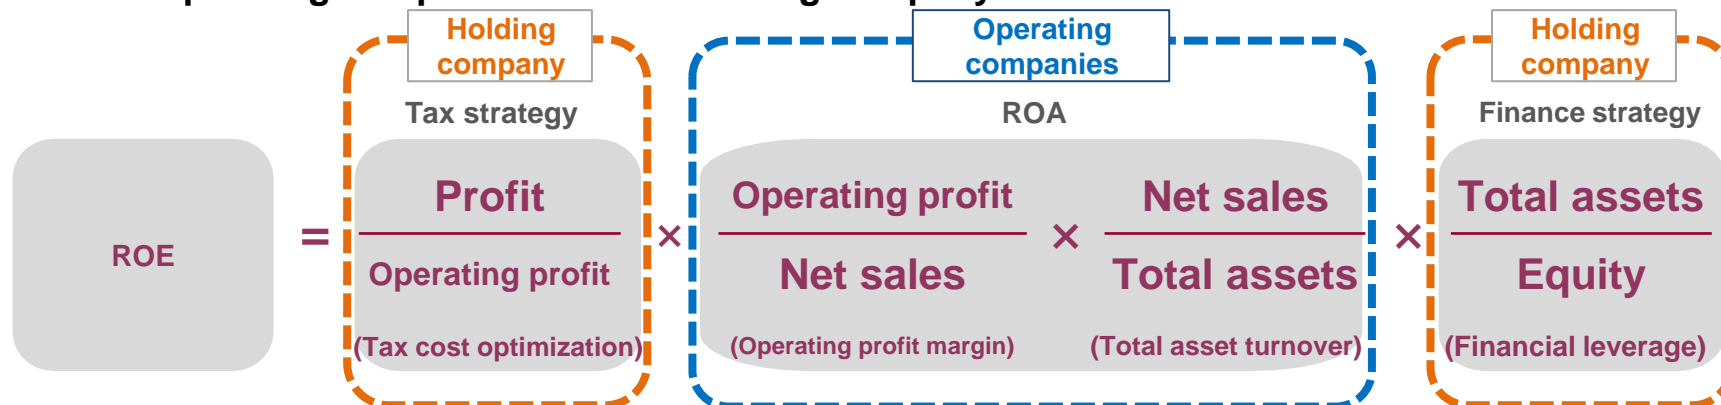 Holding
company
Operating
companies
Holding
company
Tax strategy
ROA
Finance strategy
ROE
=
Profit
Operating profit
(Tax cost optimization)
×
Operating profit
Net sales
(Operating profit margin)
×
Net sales
Total assets
(Total asset turnover)
×
Total assets
Equity
(Financial leverage)